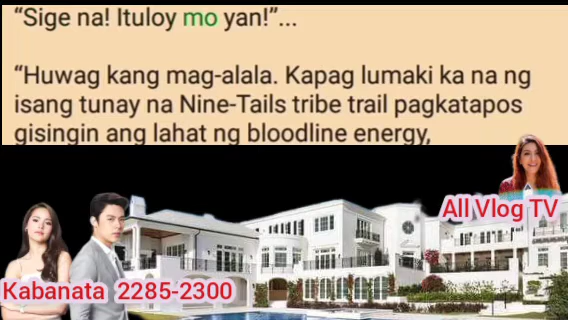 “Sige na! Ituloy mo yan!”...
“Huwag kang mag-alala. Kapag lumaki ka na ng
isang tunay na Nine-Tails tribe trail pagkatapos
gisingin ang lahat ng bloodline energy,
All Vlog TV
Kabanata 2285-2300